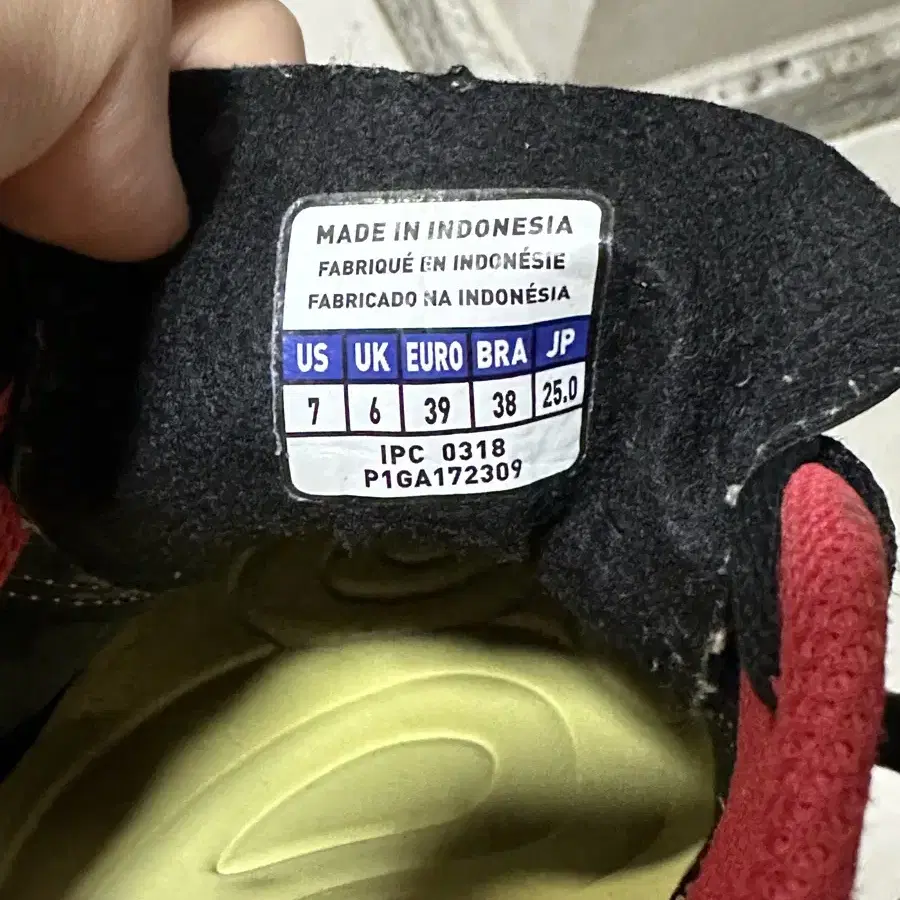 MADE IN INDONESIA
FABRIQUÉ EN INDONÉSIE
FABRICADO NA INDONÉSIA
US UK EURO BRA JP
7 6 39 38 25.0
IPC 0318
P1GA172309